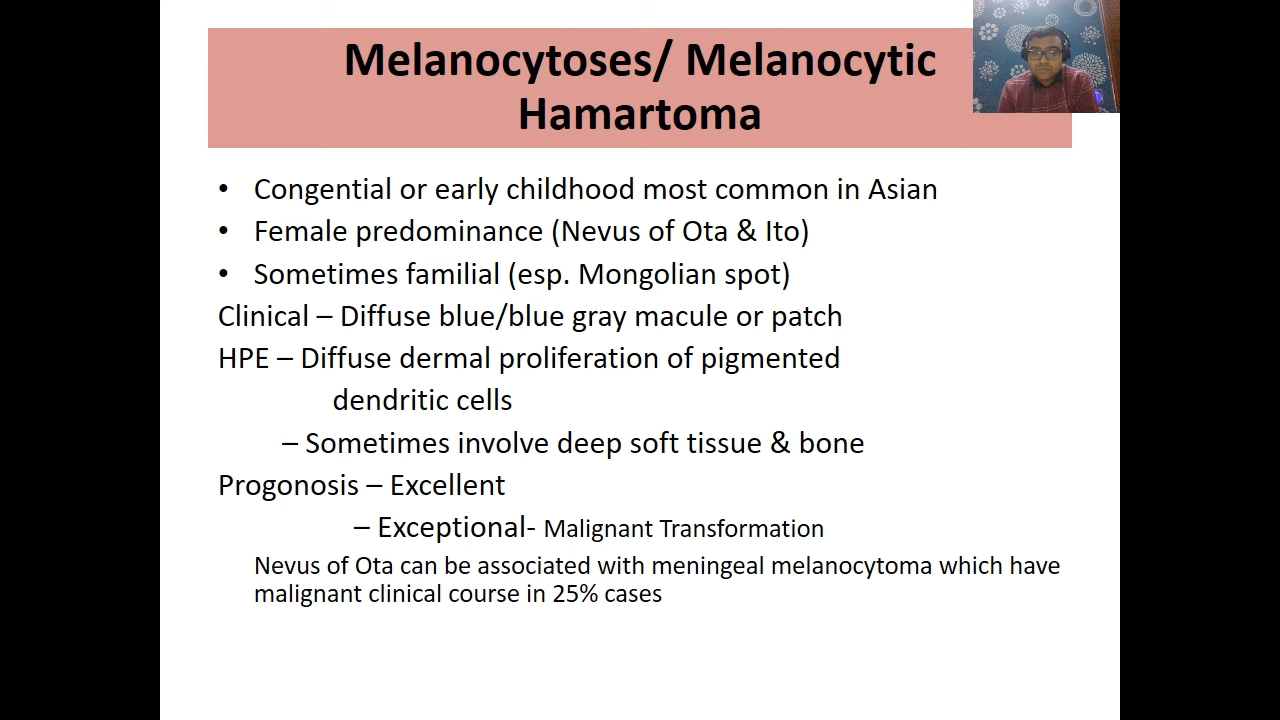 Melanocytoses/ Melanocytic
Hamartoma
• Congential or early childhood most common in Asian
• Female predominance (Nevus of Ota & Ito)
• Sometimes familial (esp. Mongolian spot)
Clinical – Diffuse blue/blue gray macule or patch
HPE – Diffuse dermal proliferation of pigmented
dendritic cells
– Sometimes involve deep soft tissue & bone
Progonosis – Excellent
– Exceptional- Malignant Transformation
Nevus of Ota can be associated with meningeal melanocytoma which have
malignant clinical course in 25% cases